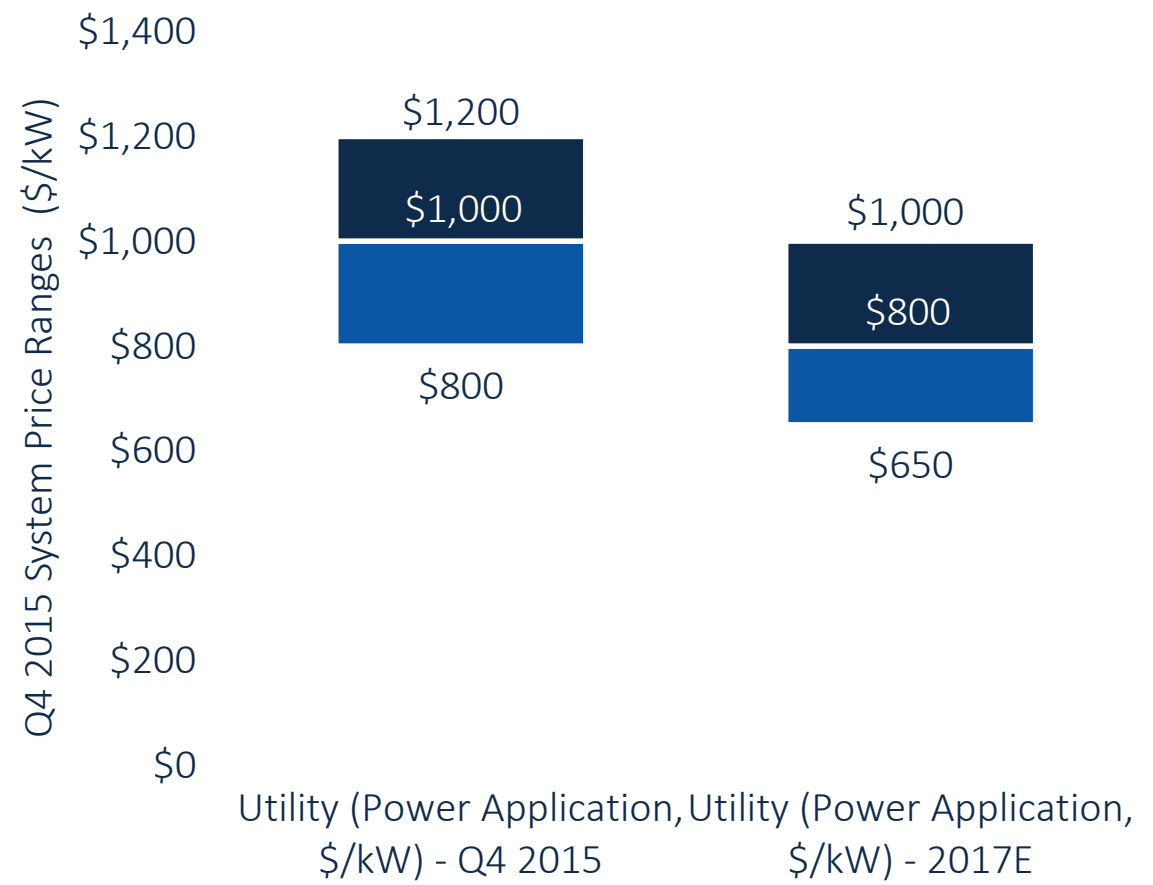 Q4 2015 System Price Ranges ($/kW)
$1,400
$1,200
$1,000
$800
$600
$400
$200
$0
$1,200
$1,000
$800
$1,000
$800
$650
Utility (Power Application,
$/kW) - Q4 2015
Utility (Power Application,
$/kW) - 2017E